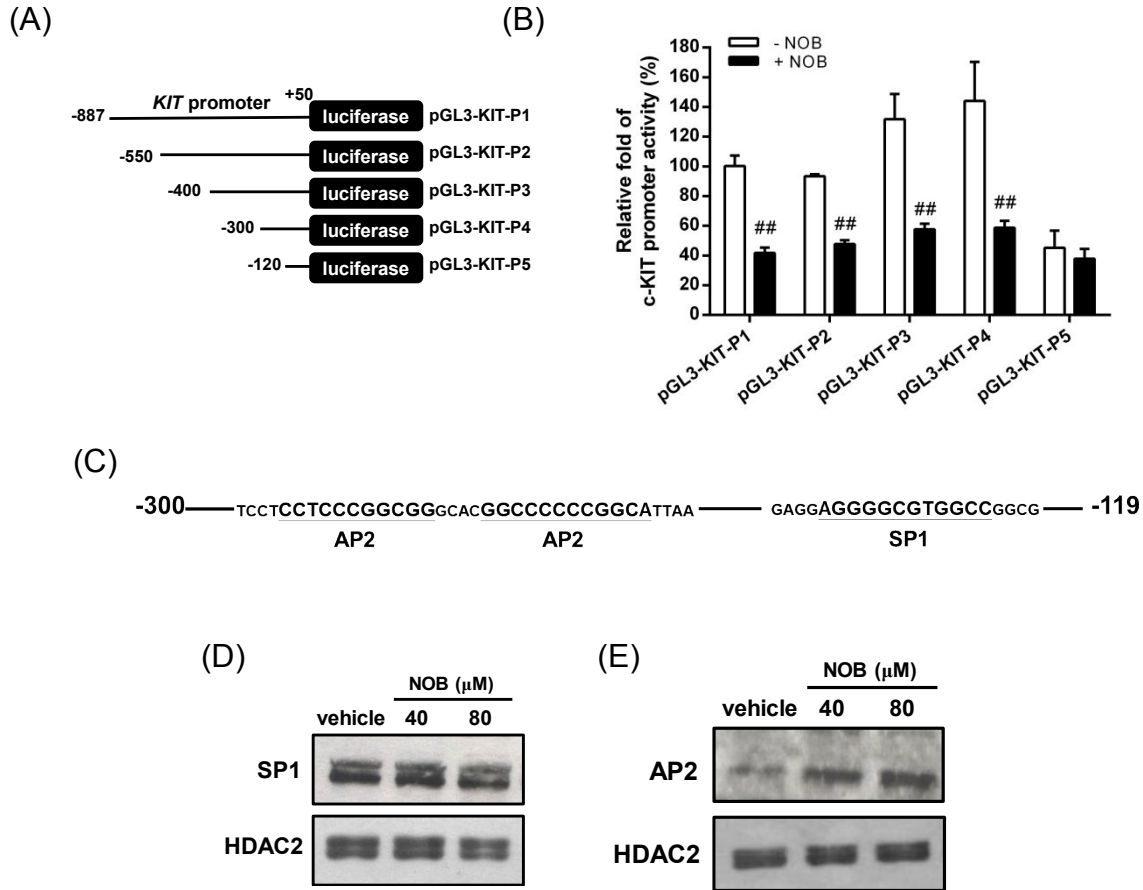 (A)
KIT promoter
+50
-887
luciferase
pGL3-KIT-P1
-550
luciferase
pGL3-KIT-P2
-400
luciferase
pGL3-KIT-P3
-300
luciferase
pGL3-KIT-P4
-120
luciferase
pGL3-KIT-P5
(B)
Relative fold of
c-KIT promoter activity (%)
180
160
140
120
100
80
60
40
20
0
- NOB
+ NOB
##
##
##
##
pGL3-KIT-P1
pGL3-KIT-P2
pGL3-KIT-P3
pGL3-KIT-P4
pGL3-KIT-P5
(C)
-300 TCCTCCTCCCGGCGGGCACGGCCCCCCGGCATTAA GAGGAGGGGCGTGGCCGGCG -119
AP2 AP2 SP1
(D)
NOB (μM)
vehicle 40 80
SP1
HDAC2
(E)
NOB (μM)
vehicle 40 80
AP2
HDAC2